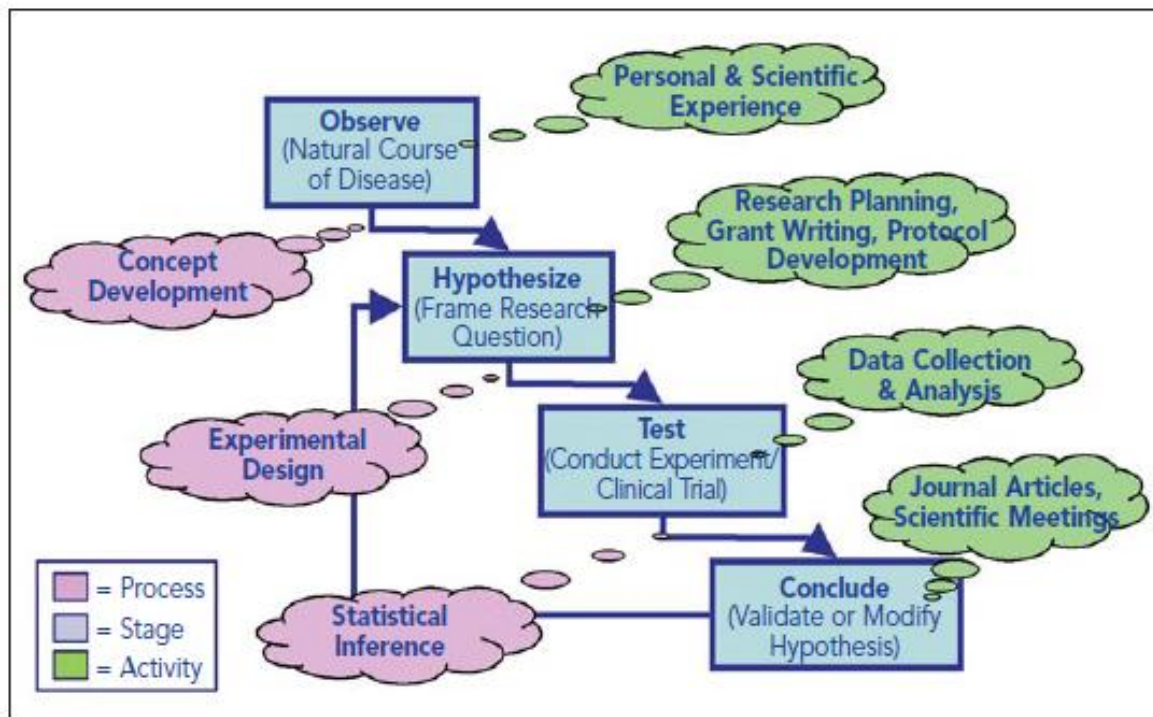 Personal & Scientific
Experience
Observe
(Natural Course
of Disease)
Research Planning,
Grant Writing, Protocol
Development
Concept
Development
Hypothesize
(Frame Research
Question)
Data Collection
& Analysis
Experimental
Design
Test
(Conduct Experiment/
Clinical Trial)
Journal Articles,
Scientific Meetings
= Process
= Stage
= Activity
Statistical
Inference
Conclude
(Validate or Modify
Hypothesis)